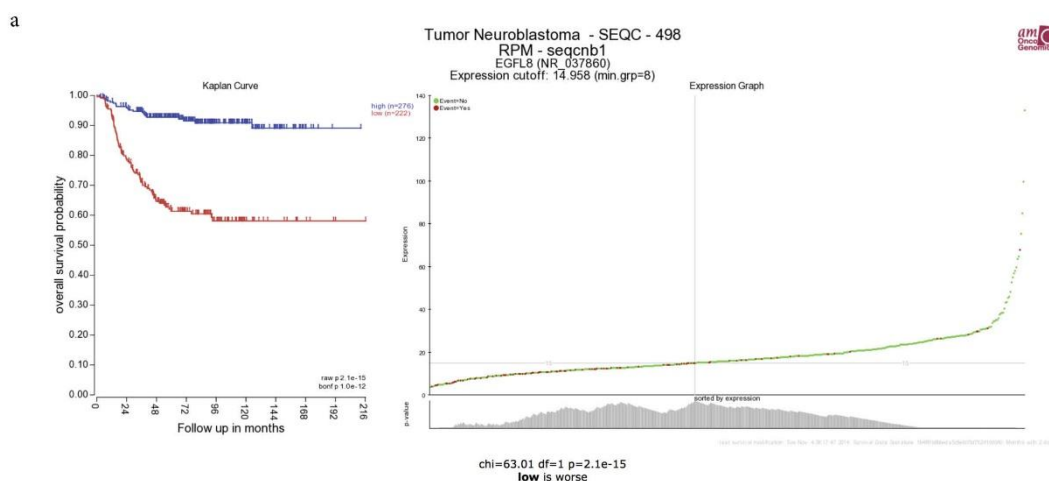 a
Tumor Neuroblastoma - SEQC - 498
RPM - seqcnb1
EGFL8 (NR_037860)
Expression cutoff: 14.958 (min.grp=8)
Kaplan Curve
high (n=276)
low (n=222)
overall survival probability
1.00
0.90
0.80
0.70
0.60
0.50
0.40
0.30
0.20
0.10
0.00
raw p 2.1e-15
bonf p 1.0e-12
0 24 48 72 96 120 144 168 192 216
Follow up in months
Expression Graph
Event=No
Event=Yes
Expression
140
120
100
80
60
40
20
0
15 15
sorted by expression
p-value
chi=63.01 df=1 p=2.1e-15
low is worse